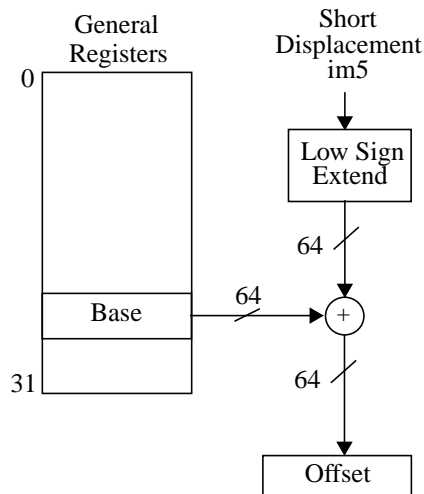 General
Registers
Short
Displacement
im5
0
Low Sign
Extend
64
64
Base
+
64
31
Offset